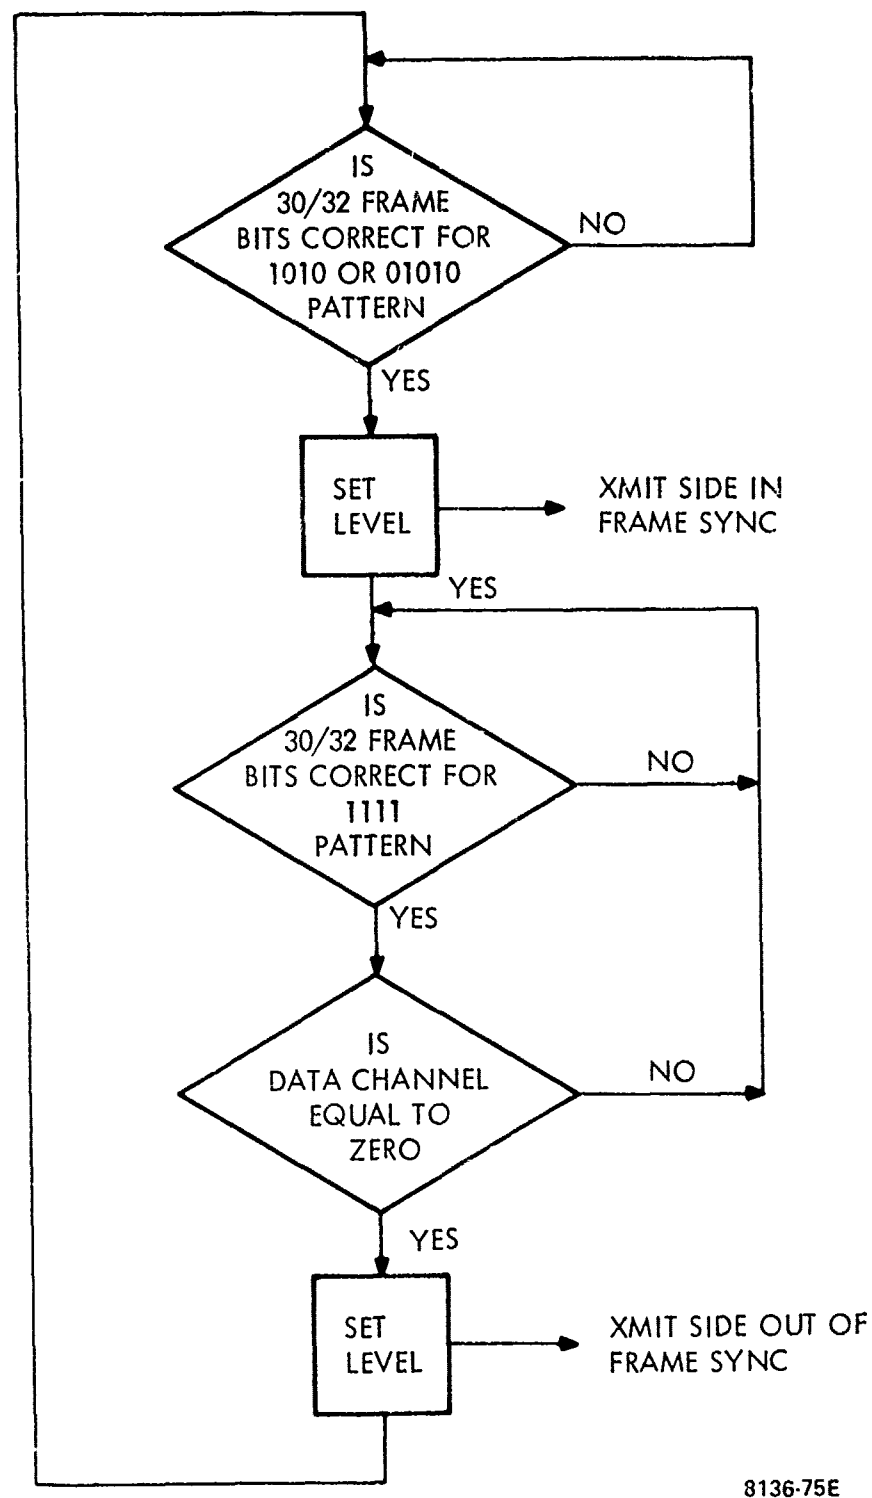 IS
30/32 FRAME
BITS CORRECT FOR
1010 OR 01010
PATTERN
NO
YES
SET
LEVEL
XMIT SIDE IN
FRAME SYNC
YES
IS
30/32 FRAME
BITS CORRECT FOR
1111
PATTERN
NO
YES
IS
DATA CHANNEL
EQUAL TO
ZERO
NO
YES
SET
LEVEL
XMIT SIDE OUT OF
FRAME SYNC
8136-75E